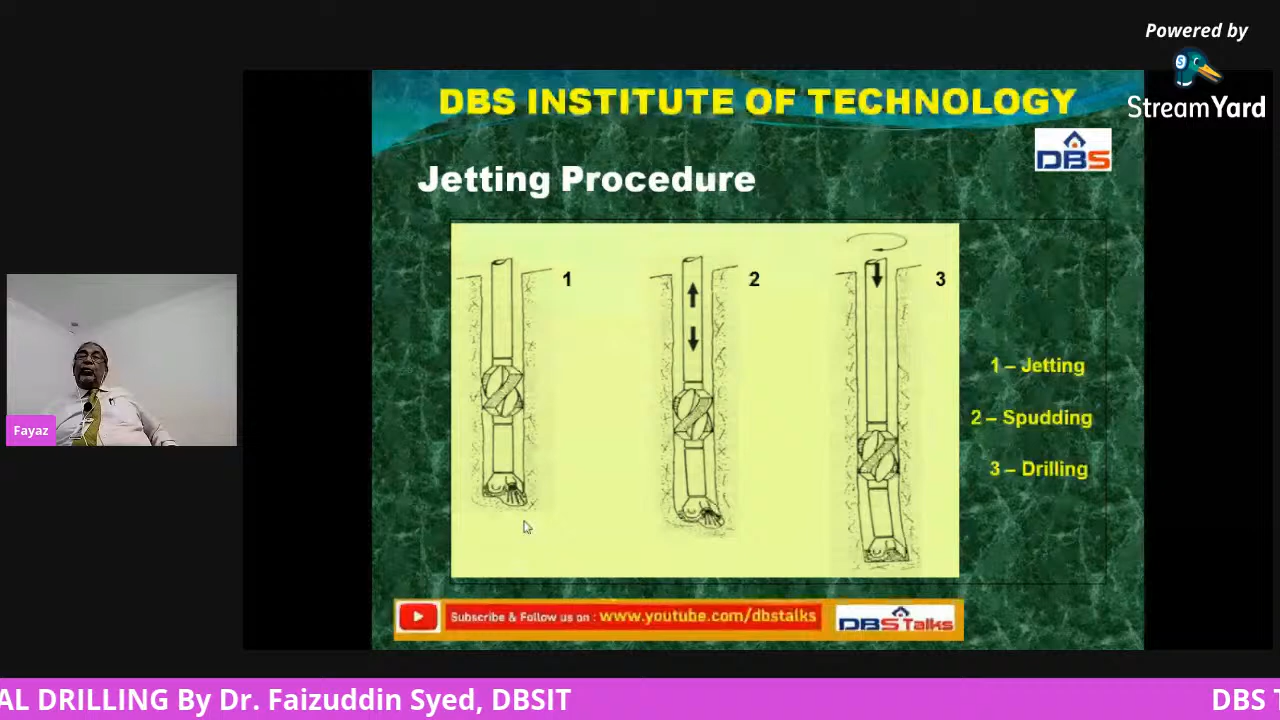 Powered by
StreamYard
DBS INSTITUTE OF TECHNOLOGY
DBS
Jetting Procedure
1
2
3
1 – Jetting
2 – Spudding
3 – Drilling
Fayaz
Subscribe & Follow us on : www.youtube.com/dbstalks
DBS Talks
AL DRILLING By Dr. Faizuddin Syed, DBSIT
DBS T